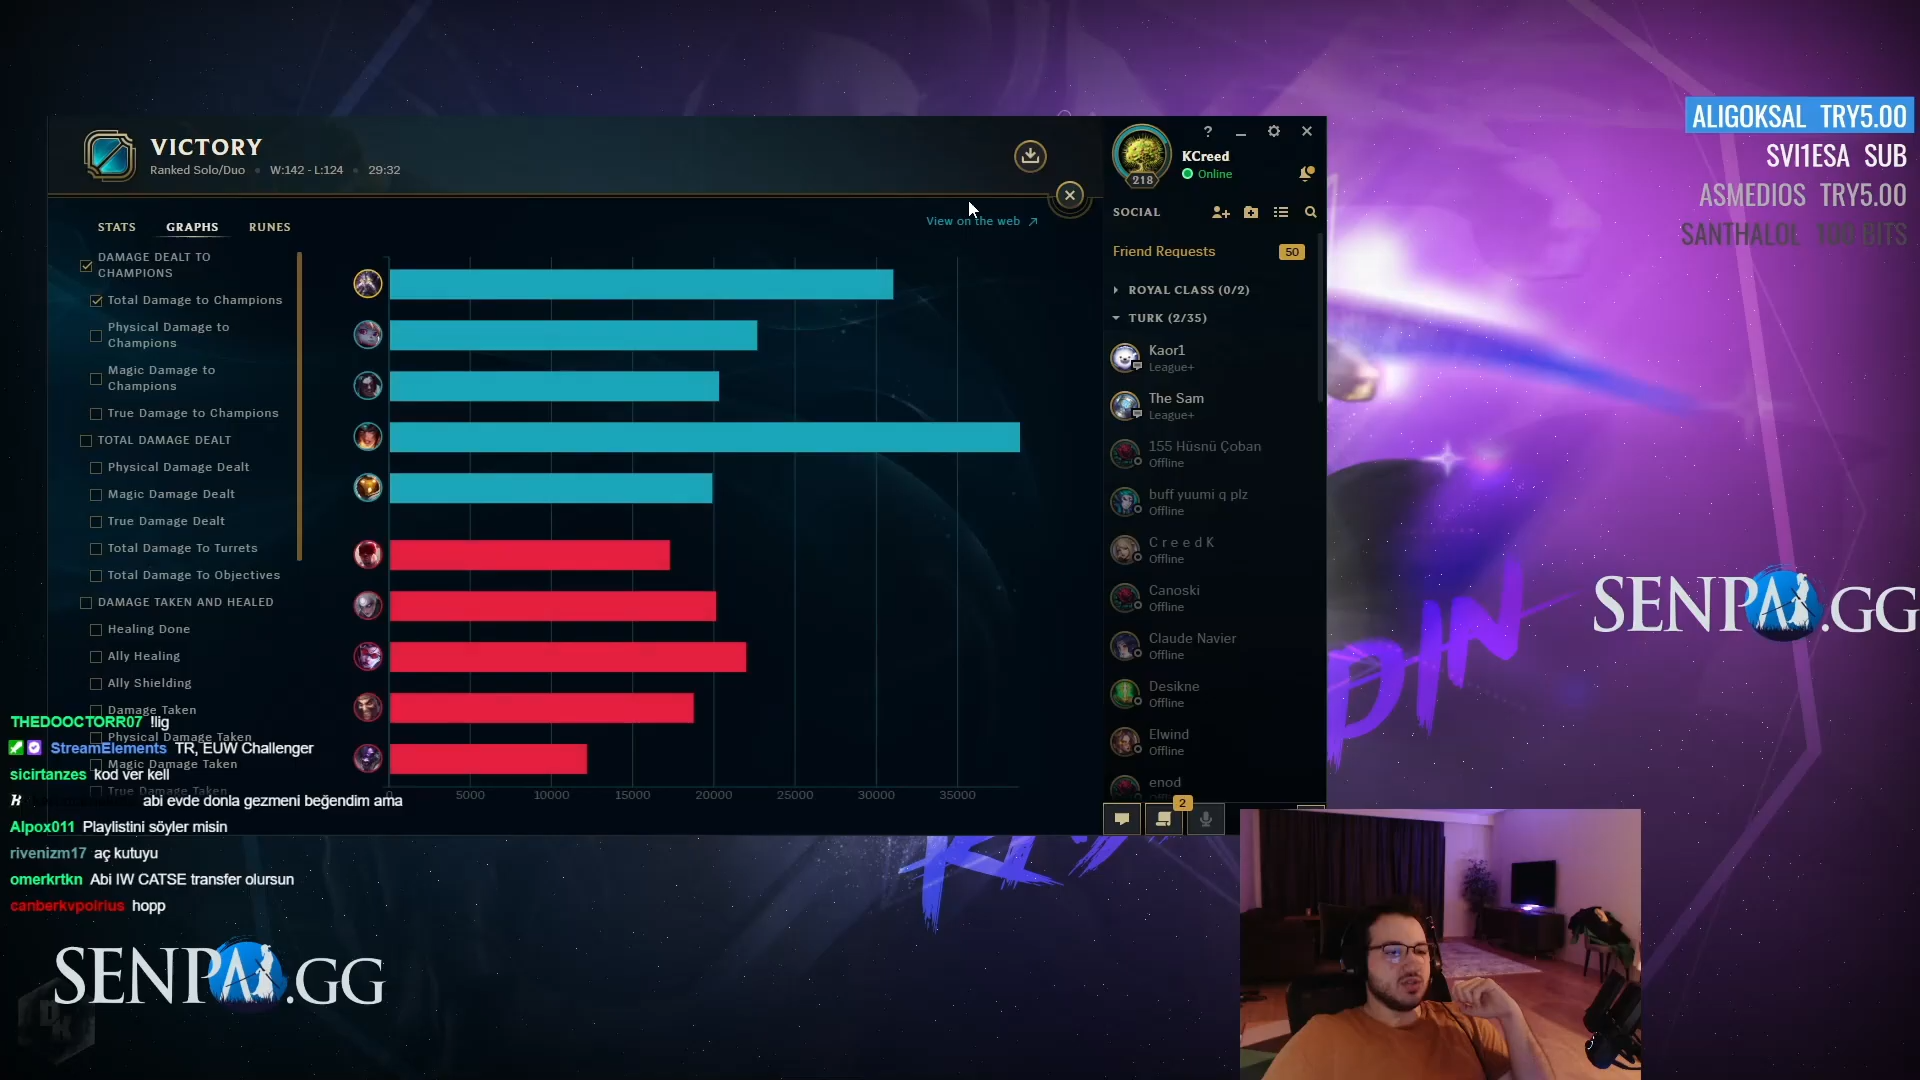 VICTORY
Ranked Solo/Duo • W:142 - L:124 • 29:32
STATS GRAPHS RUNES
View on the web
DAMAGE DEALT TO
CHAMPIONS
Total Damage to Champions
Physical Damage to
Champions
Magic Damage to
Champions
True Damage to Champions
TOTAL DAMAGE DEALT
Physical Damage Dealt
Magic Damage Dealt
True Damage Dealt
Total Damage To Turrets
Total Damage To Objectives
DAMAGE TAKEN AND HEALED
Healing Done
Ally Healing
Ally Shielding
Damage Taken
Physical Damage Taken
Magic Damage Taken
True Damage Taken
0 5000 10000 15000 20000 25000 30000 35000
?
218
KCreed
Online
SOCIAL
Friend Requests 50
ROYAL CLASS (0/2)
TURK (2/35)
Kaor1
League+
The Sam
League+
155 Hüsnü Çoban
Offline
buff yuumi q plz
Offline
C r e e d K
Offline
Canoski
Offline
Claude Navier
Offline
Desikne
Offline
Elwind
Offline
enod
2
ALIGOKSAL TRY5.00
SVI1ESA SUB
ASMEDIOS TRY5.00
SANTHALOL 100 BITS
SENPAI.GG
THEDOOCTORR07 !lig
StreamElements TR, EUW Challenger
sicirtanzes kod ver kell
abi evde donla gezmeni beğendim ama
Alpox011 Playlistini söyler misin
rivenizm17 aç kutuyu
omerkrtkn Abi IW CATSE transfer olursun
canberkvpolrius hopp
SENPAI.GG